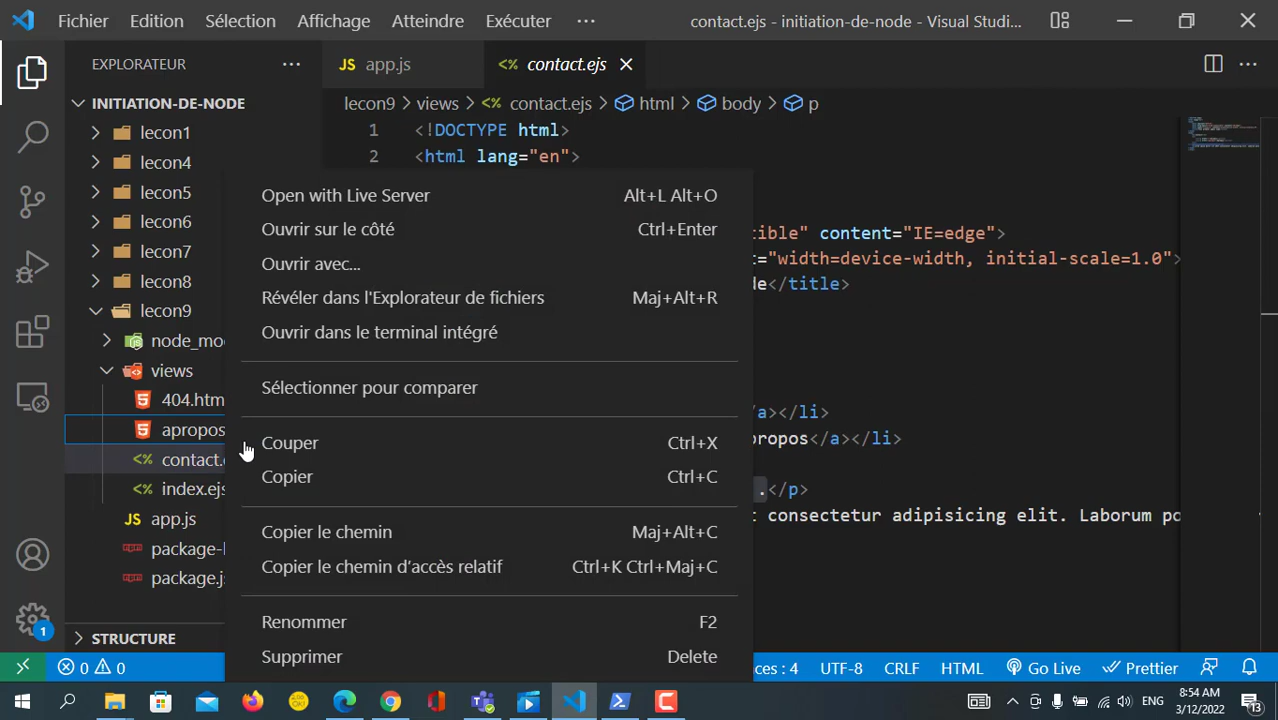 Fichier Edition Sélection Affichage Atteindre Exécuter ··· contact.ejs - initiation-de-node - Visual Studi...
EXPLORATEUR ···
JS app.js
<% contact.ejs
INITIATION-DE-NODE
lecon1
lecon4
lecon5
lecon6
lecon7
lecon8
lecon9
node_mo
views
404.htm
apropos
<% contact.
<% index.ejs
JS app.js
package-
package.js
STRUCTURE
lecon9 > views > <% contact.ejs > html > body > p
1 <!DOCTYPE html>
2 <html lang="en">
tible" content="IE=edge">
t="width=device-width, initial-scale=1.0">
de</title>
/a></li>
propos</a></li>
.</p>
t consectetur adipisicing elit. Laborum po
Open with Live Server Alt+L Alt+O
Ouvrir sur le côté Ctrl+Enter
Ouvrir avec...
Révéler dans l'Explorateur de fichiers Maj+Alt+R
Ouvrir dans le terminal intégré
Sélectionner pour comparer
Couper Ctrl+X
Copier Ctrl+C
Copier le chemin Maj+Alt+C
Copier le chemin d'accès relatif Ctrl+K Ctrl+Maj+C
Renommer F2
Supprimer Delete
0 0 ces : 4 UTF-8 CRLF HTML Go Live Prettier
1
ENG
8:54 AM
3/12/2022
13